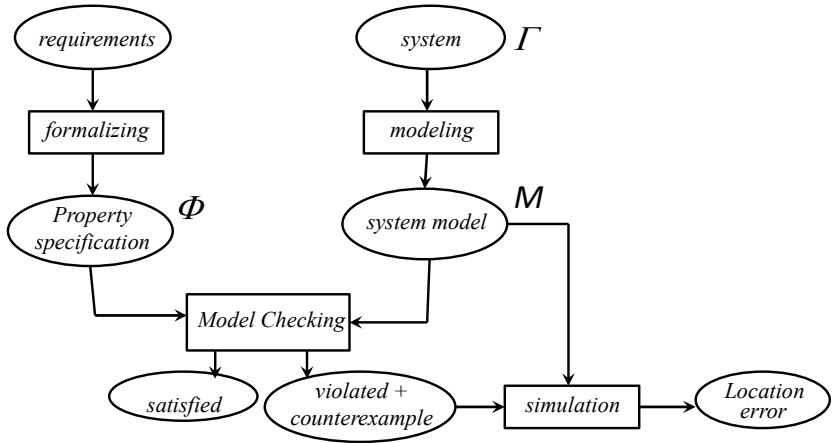 requirements
system
Γ
formalizing
modeling
Property
specification
Φ
system model
M
Model Checking
satisfied
violated +
counterexample
simulation
Location
error